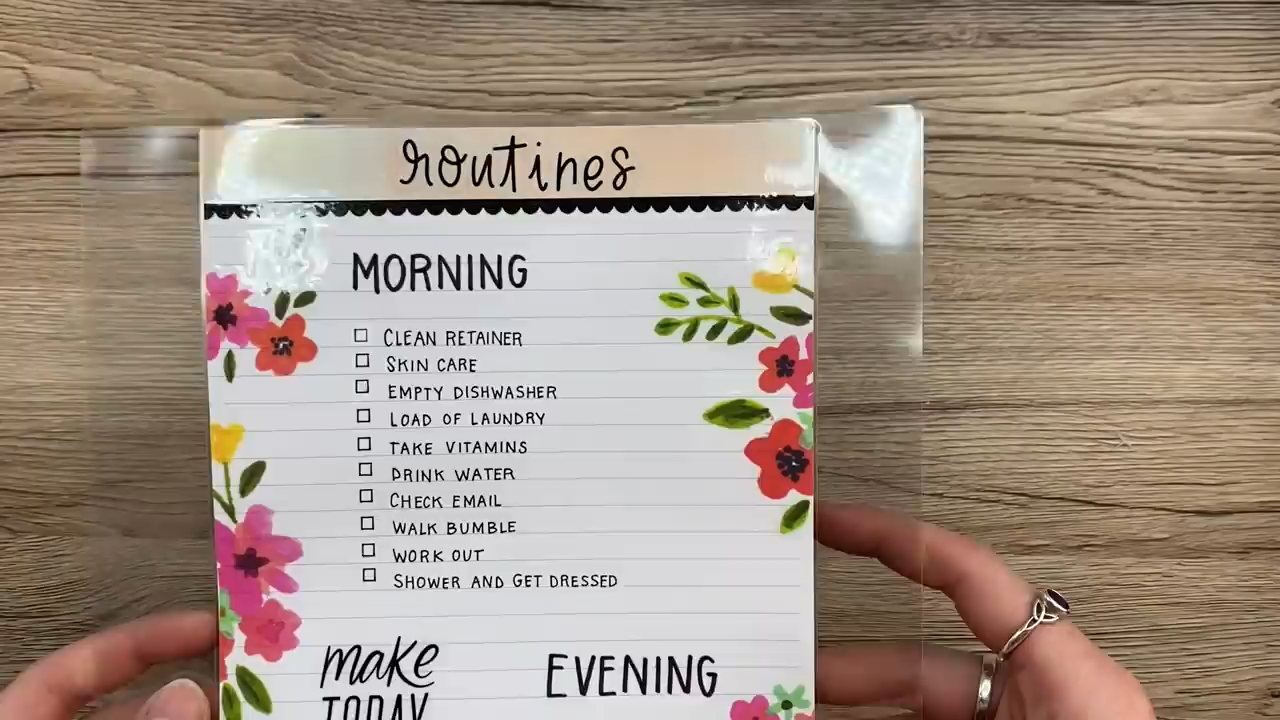 routines
MORNING
☐ CLEAN RETAINER
☐ SKIN CARE
☐ EMPTY DISHWASHER
☐ LOAD OF LAUNDRY
☐ TAKE VITAMINS
☐ DRINK WATER
☐ CHECK EMAIL
☐ WALK BUMBLE
☐ WORK OUT
☐ SHOWER AND GET DRESSED
make
TODAY
EVENING